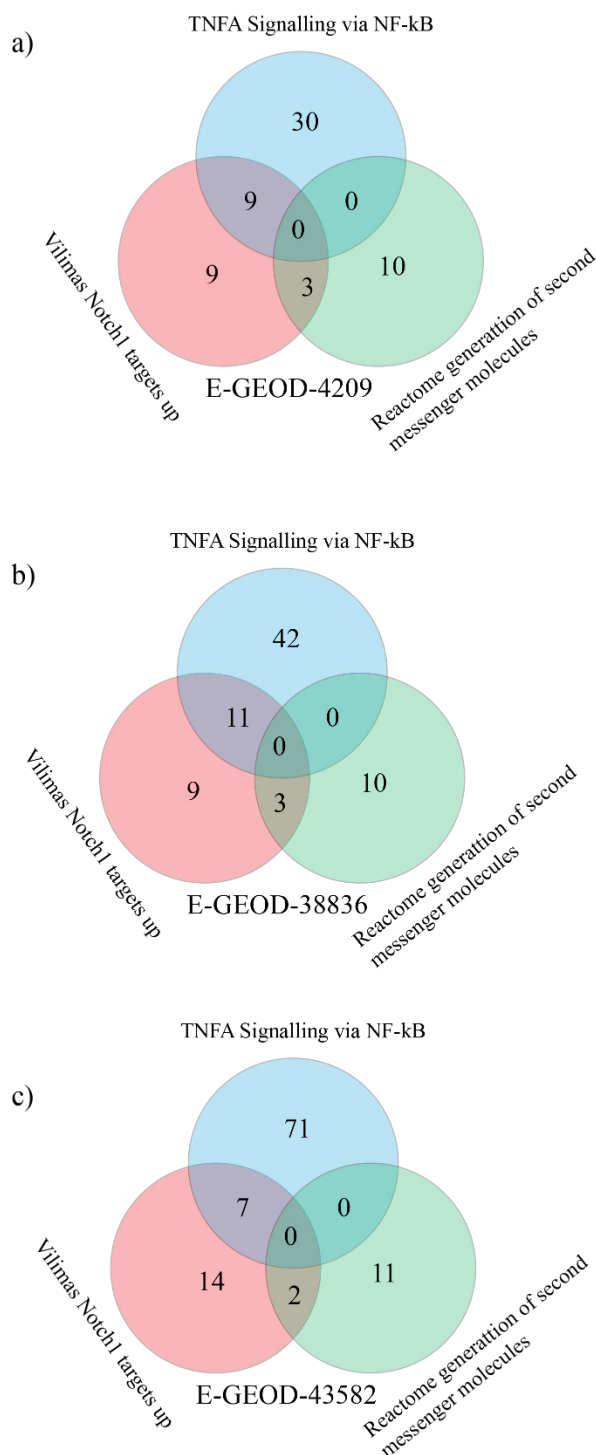 a)
TNFA Signalling via NF-kB
30
9
0
0
9
3
10
Vilimas Notch1 targets up
Reactome generattion of second
messenger molecules
E-GEOD-4209
b)
TNFA Signalling via NF-kB
42
11
0
0
9
3
10
Vilimas Notch1 targets up
Reactome generattion of second
messenger molecules
E-GEOD-38836
c)
TNFA Signalling via NF-kB
71
7
0
0
14
2
11
Vilimas Notch1 targets up
Reactome generattion of second
messenger molecules
E-GEOD-43582